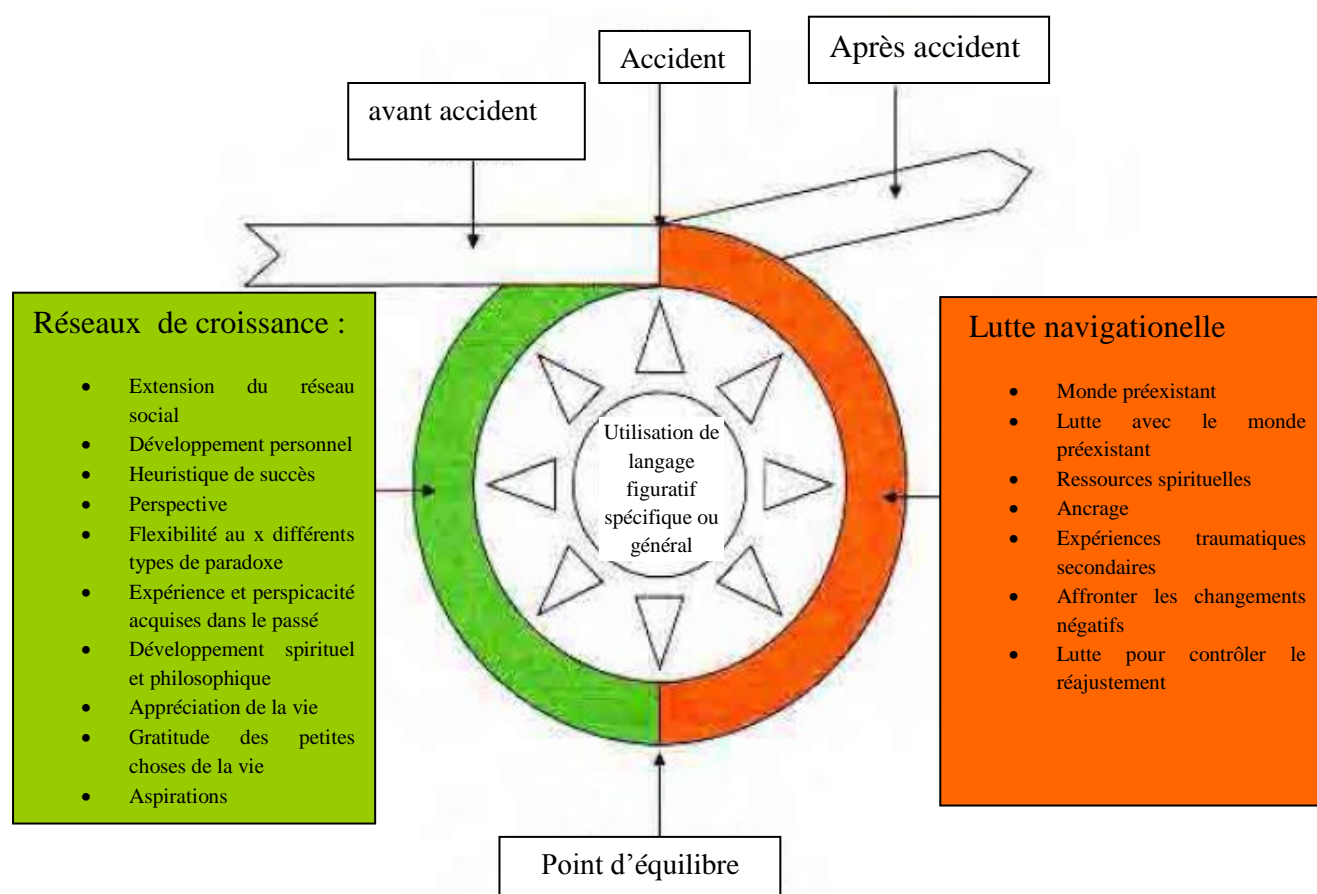 Accident
Après accident
avant accident
Réseaux de croissance :
• Extension du réseau
social
• Développement personnel
• Heuristique de succès
• Perspective
• Flexibilité au x différents
types de paradoxe
• Expérience et perspicacité
acquises dans le passé
• Développement spirituel
et philosophique
• Appréciation de la vie
• Gratitude des petites
choses de la vie
• Aspirations
Utilisation de
langage
figuratif
spécifique ou
général
Lutte navigationelle
• Monde préexistant
• Lutte avec le monde
préexistant
• Ressources spirituelles
• Ancrage
• Expériences traumatiques
secondaires
• Affronter les changements
négatifs
• Lutte pour contrôler le
réajustement
Point d’équilibre